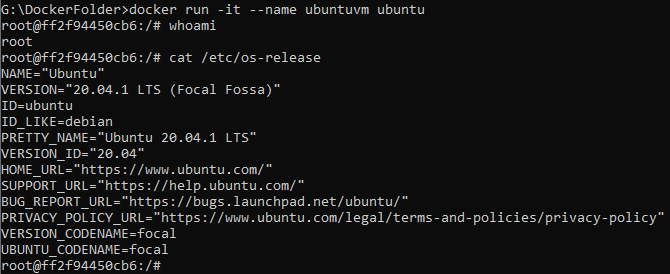 G:\DockerFolder>docker run -it --name ubuntuvm ubuntu
root@ff2f94450cb6:/# whoami
root
root@ff2f94450cb6:/# cat /etc/os-release
NAME="Ubuntu"
VERSION="20.04.1 LTS (Focal Fossa)"
ID=ubuntu
ID_LIKE=debian
PRETTY_NAME="Ubuntu 20.04.1 LTS"
VERSION_ID="20.04"
HOME_URL="https://www.ubuntu.com/"
SUPPORT_URL="https://help.ubuntu.com/"
BUG_REPORT_URL="https://bugs.launchpad.net/ubuntu/"
PRIVACY_POLICY_URL="https://www.ubuntu.com/legal/terms-and-policies/privacy-policy"
VERSION_CODENAME=focal
UBUNTU_CODENAME=focal
root@ff2f94450cb6:/#